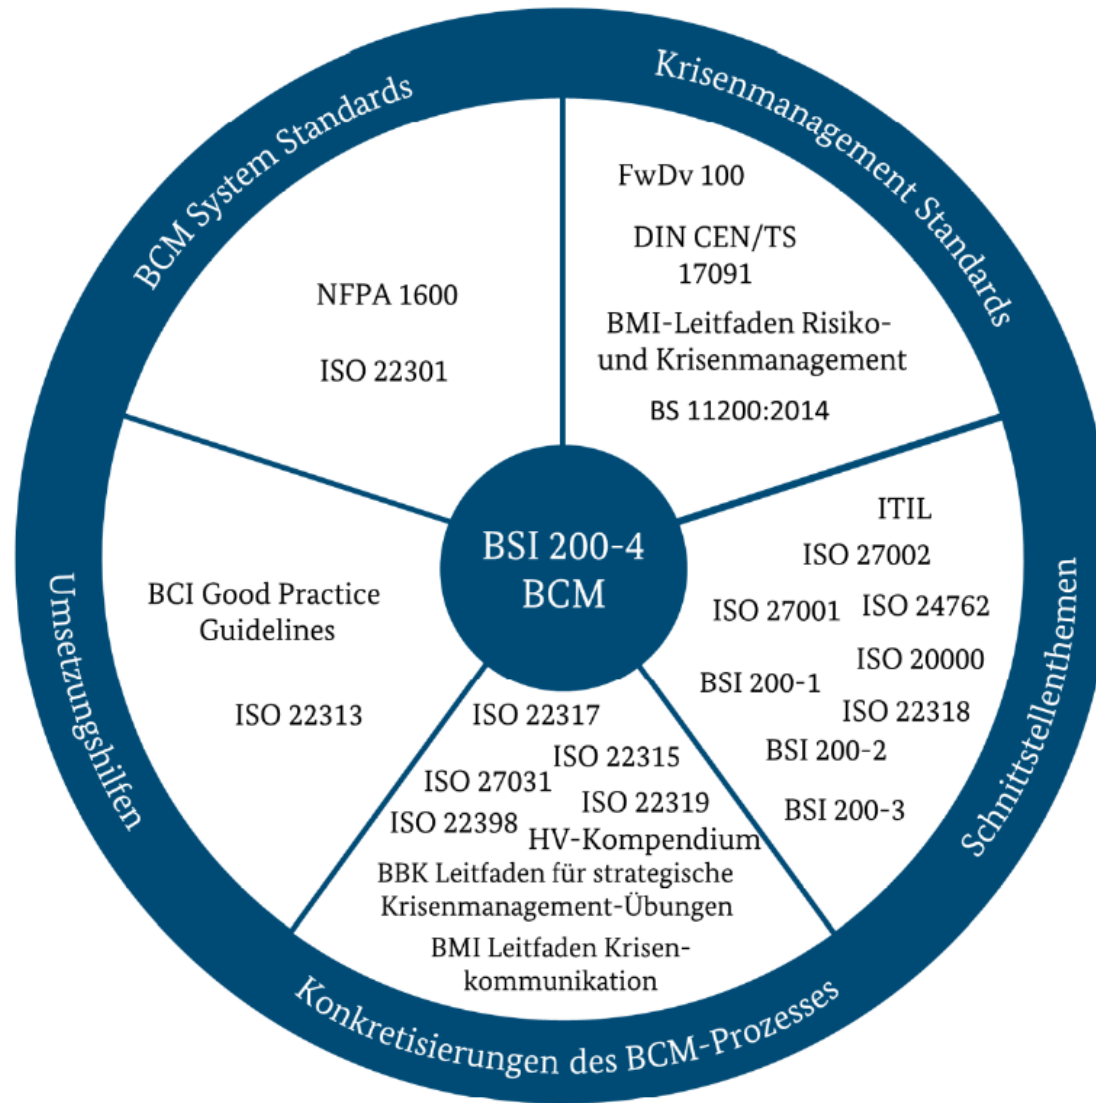 BCM System Standards
NFPA 1600
ISO 22301
Krisenmanagement Standards
FwDv 100
DIN CEN/TS
17091
BMI-Leitfaden Risiko-
und Krisenmanagement
BS 11200:2014
Schnittstellenthemen
ITIL
ISO 27002
ISO 27001
ISO 24762
ISO 20000
BSI 200-1
ISO 22318
BSI 200-2
BSI 200-3
Konkretisierungen des BCM-Prozesses
ISO 22317
ISO 22315
ISO 27031
ISO 22319
ISO 22398
HV-Kompendium
BBK Leitfaden für strategische
Krisenmanagement-Übungen
BMI Leitfaden Krisen-
kommunikation
Umsetzungshilfen
BCI Good Practice
Guidelines
ISO 22313
BSI 200-4
BCM